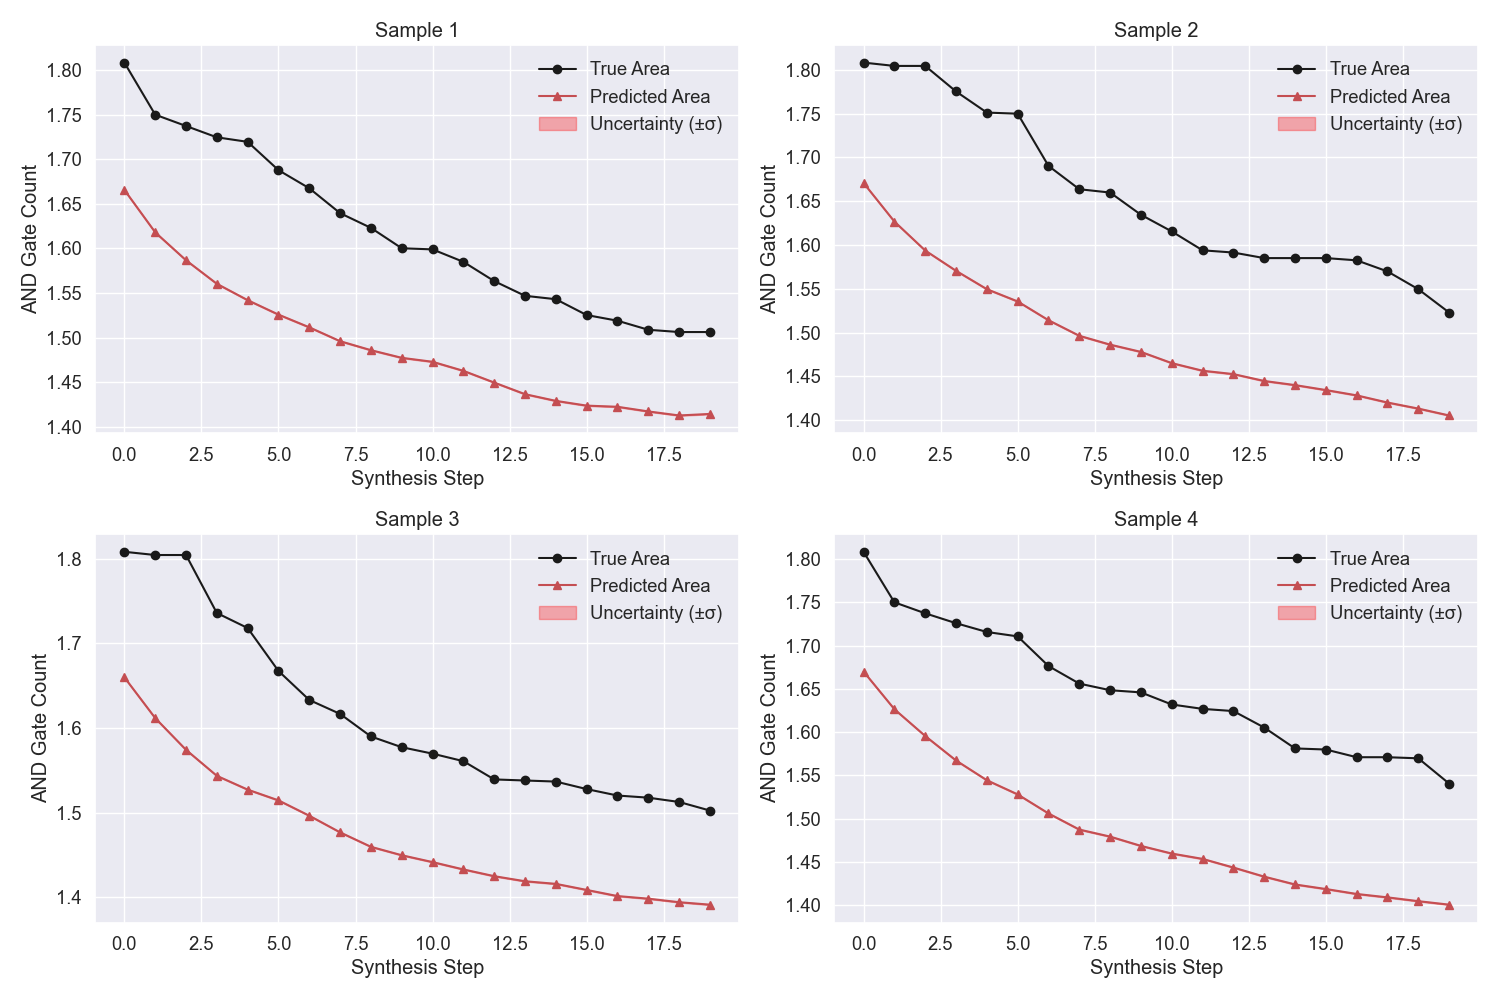 Sample 1
AND Gate Count
1.80
1.75
1.70
1.65
1.60
1.55
1.50
1.45
1.40
True Area
Predicted Area
Uncertainty (±σ)
0.0 2.5 5.0 7.5 10.0 12.5 15.0 17.5
Synthesis Step
Sample 2
AND Gate Count
1.80
1.75
1.70
1.65
1.60
1.55
1.50
1.45
1.40
True Area
Predicted Area
Uncertainty (±σ)
0.0 2.5 5.0 7.5 10.0 12.5 15.0 17.5
Synthesis Step
Sample 3
AND Gate Count
1.8
1.7
1.6
1.5
1.4
True Area
Predicted Area
Uncertainty (±σ)
0.0 2.5 5.0 7.5 10.0 12.5 15.0 17.5
Synthesis Step
Sample 4
AND Gate Count
1.80
1.75
1.70
1.65
1.60
1.55
1.50
1.45
1.40
True Area
Predicted Area
Uncertainty (±σ)
0.0 2.5 5.0 7.5 10.0 12.5 15.0 17.5
Synthesis Step